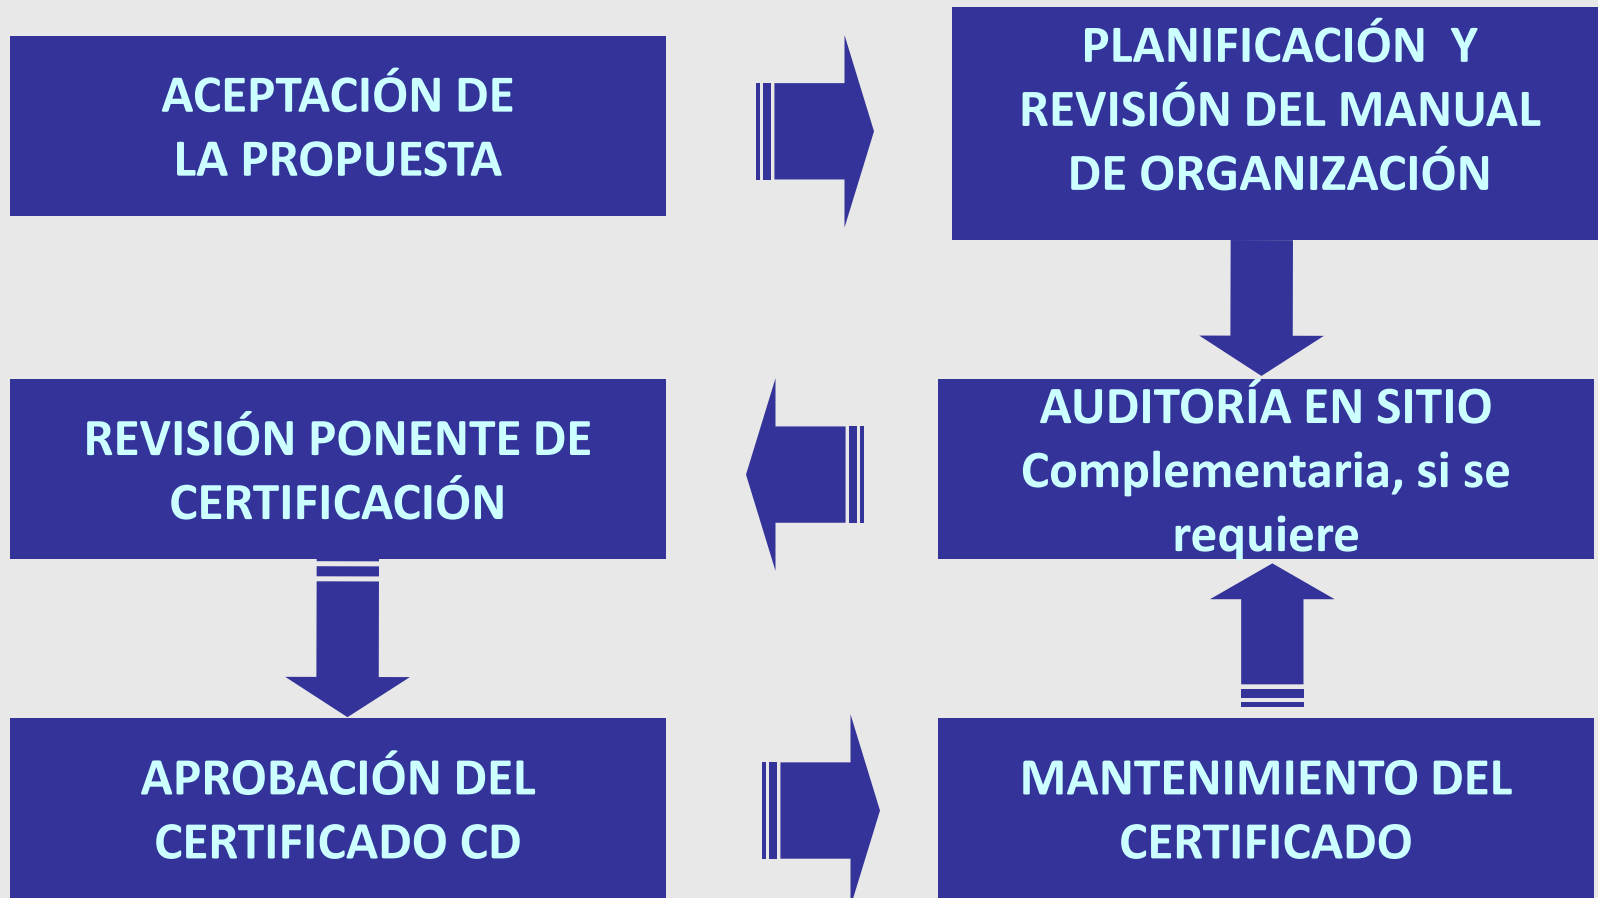 ACEPTACIÓN DE
LA PROPUESTA
PLANIFICACIÓN Y
REVISIÓN DEL MANUAL
DE ORGANIZACIÓN
AUDITORÍA EN SITIO
Complementaria, si se
requiere
REVISIÓN PONENTE DE
CERTIFICACIÓN
APROBACIÓN DEL
CERTIFICADO CD
MANTENIMIENTO DEL
CERTIFICADO